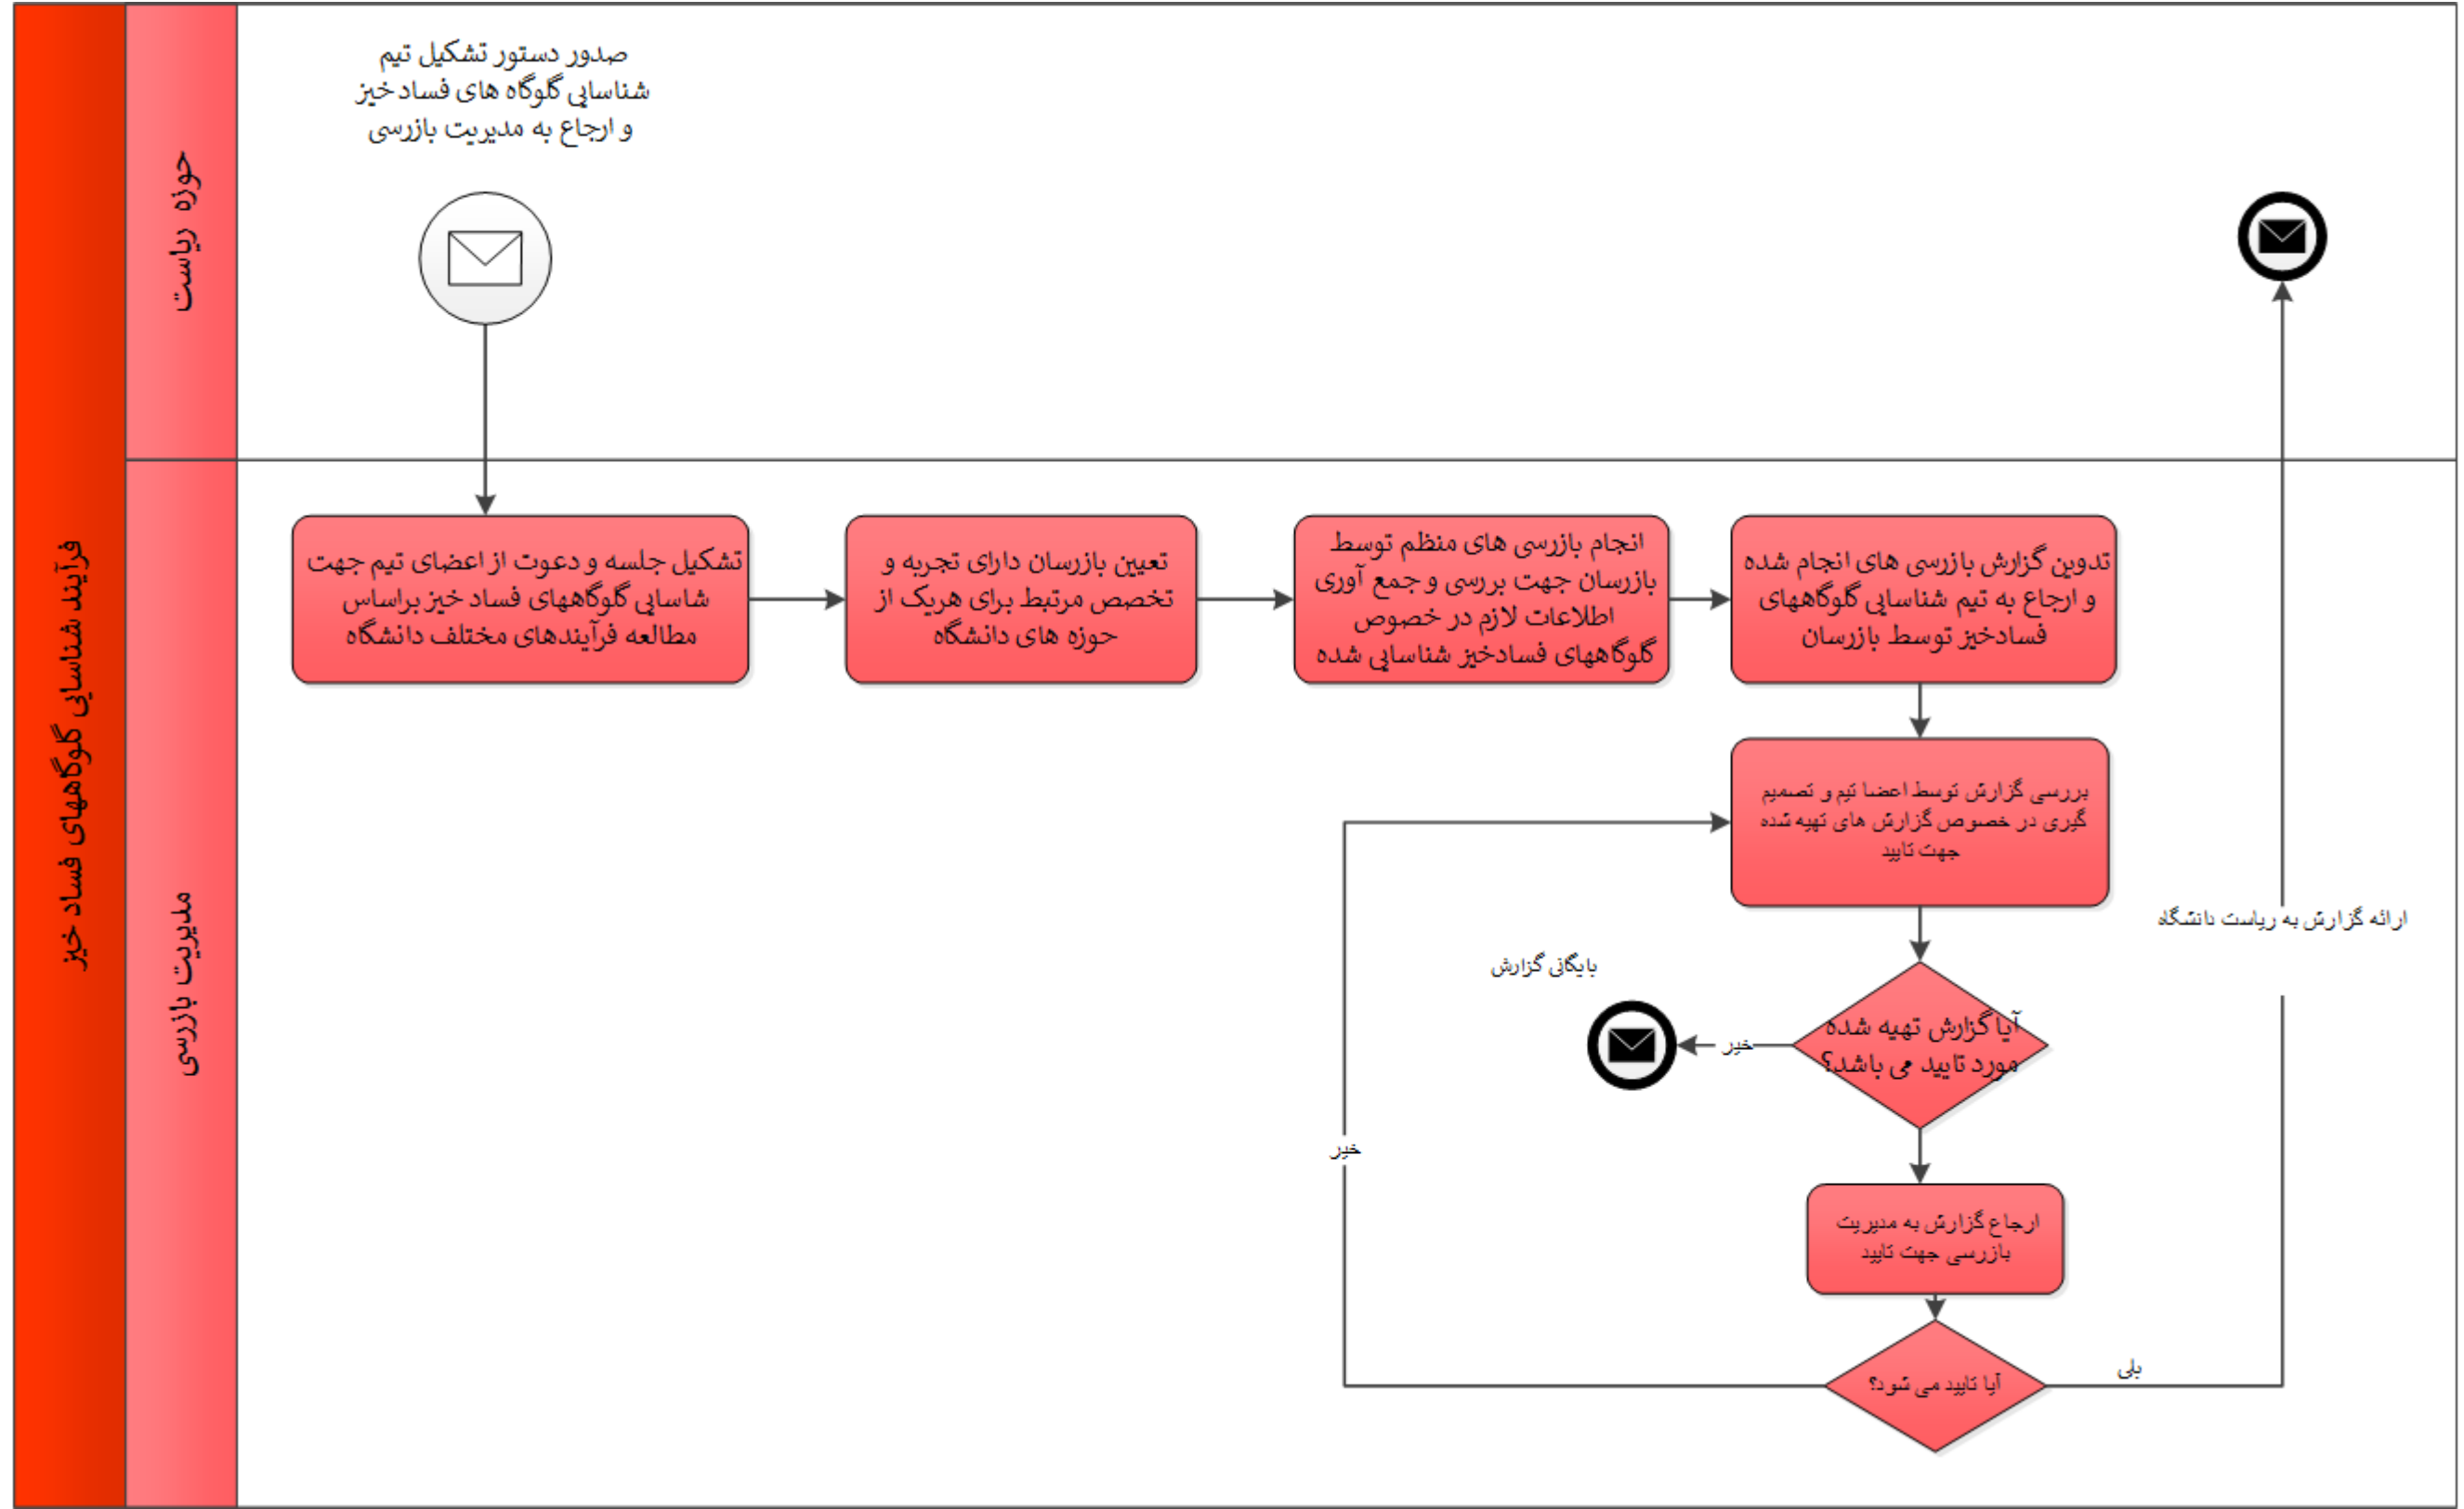 فرآیند شناسایی گلوگاههای فساد خیز
حوزه ریاست
صدور دستور تشکیل تیم
شناسایی گلوگاه های فساد خیز
و ارجاع به مدیریت بازرسی
مدیریت بازرسی
تشکیل جلسه و دعوت از اعضای تیم جهت
شاسایی گلوگاههای فساد خیز براساس
مطالعه فرآیندهای مختلف دانشگاه
تعیین بازرسان دارای تجربه و
تخصص مرتبط برای هریک از
حوزه های دانشگاه
انجام بازرسی های منظم توسط
بازرسان جهت بررسی و جمع آوری
اطلاعات لازم در خصوص
گلوگاههای فسادخیز شناسایی شده
تدوین گزارش بازرسی های انجام شده
و ارجاع به تیم شناسایی گلوگاههای
فسادخیز توسط بازرسان
بررسی گزارش توسط اعضا تیم و تصمیم
گیری در خصوص گزارش های تهیه شده
جهت تایید
آیا گزارش تهیه شده
مورد تایید می باشد؟
خیر
بایگانی گزارش
ارجاع گزارش به مدیریت
بازرسی جهت تایید
آیا تایید می شود؟
خیر
بلی
ارائه گزارش به ریاست دانشگاه